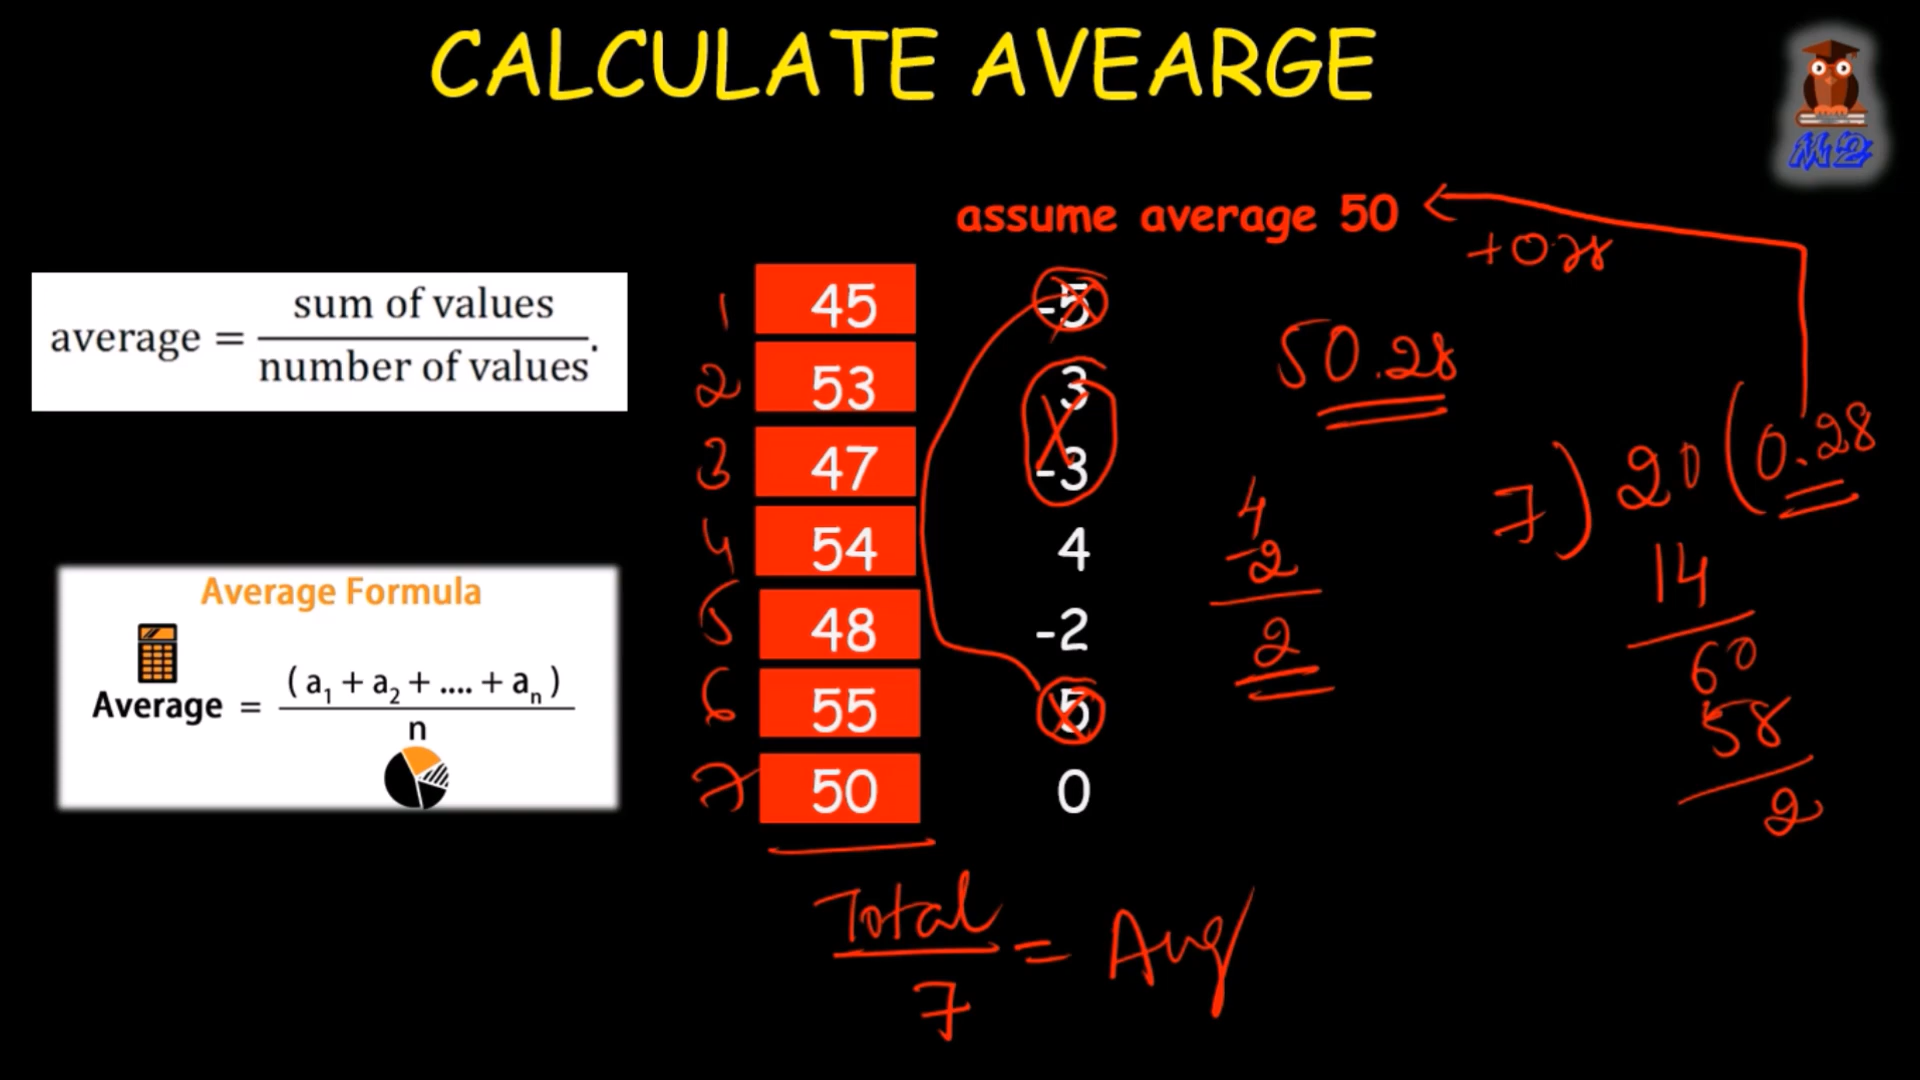 CALCULATE AVEARGE
M2
assume average 50
+0.28
average = sum of values / number of values.
Average Formula
Average = ( a1 + a2 + .... + an ) / n
1 45 -5
2 53 3
3 47 -3
4 54 4
5 48 -2
6 55 5
7 50 0
50.28
4
-2
2
7 ) 20 ( 0.28
14
60
58
2
Total / 7 = Avg